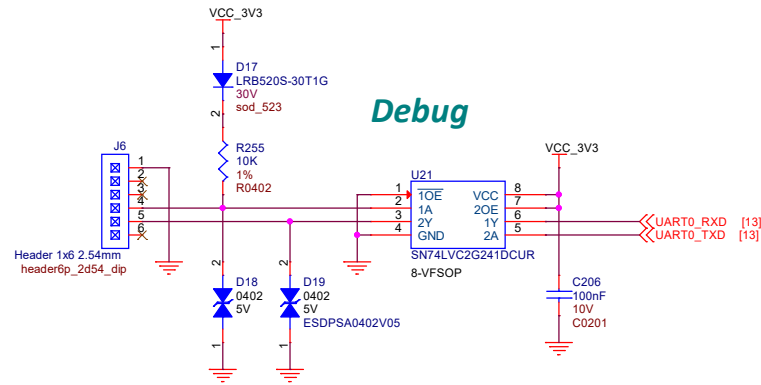 VCC_3V3
1
D17
LRB520S-30T1G
30V
sod_523
2
Debug
R255
10K
1%
R0402
J6
1
2
3
4
5
6
Header 1x6 2.54mm
header6p_2d54_dip
VCC_3V3
U21
1 1OE VCC 8
2 1A 2OE 7
3 2Y 1Y 6
4 GND 2A 5
SN74LVC2G241DCUR
8-VFSOP
UART0_RXD [13]
UART0_TXD [13]
2
D18
0402
5V
1
2
D19
0402
5V
ESDPSA0402V05
1
C206
100nF
10V
C0201